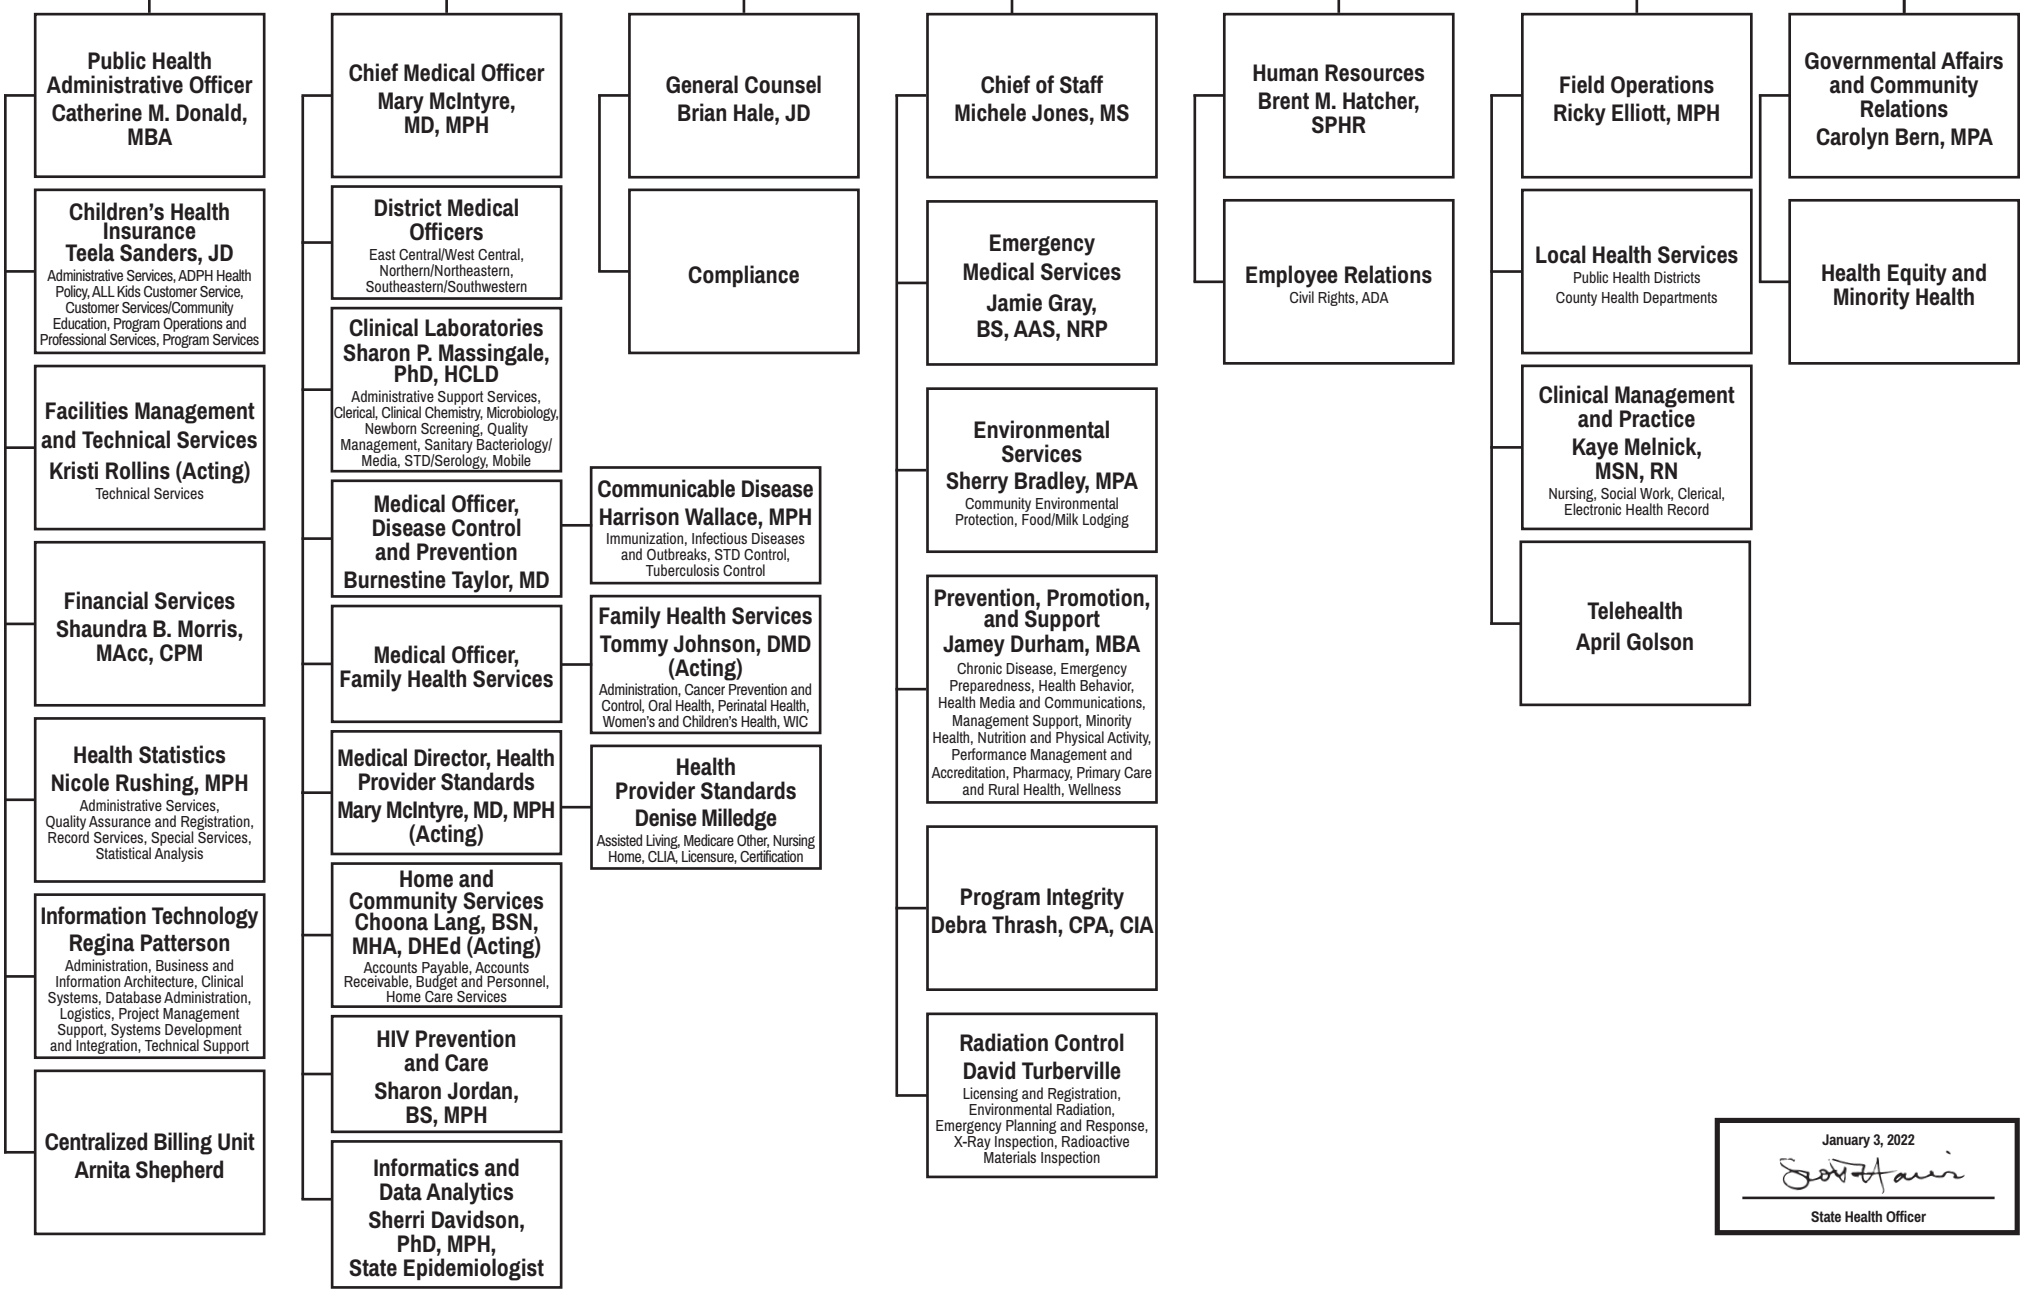 Public Health
Administrative Officer
Catherine M. Donald,
MBA
Children's Health
Insurance
Teela Sanders, JD
Administrative Services, ADPH Health
Policy, ALL Kids Customer Service,
Customer Services/Community
Education, Program Operations and
Professional Services, Program Services
Facilities Management
and Technical Services
Kristi Rollins (Acting)
Technical Services
Financial Services
Shaundra B. Morris,
MAcc, CPM
Health Statistics
Nicole Rushing, MPH
Administrative Services,
Quality Assurance and Registration,
Record Services, Special Services,
Statistical Analysis
Information Technology
Regina Patterson
Administration, Business and
Information Architecture, Clinical
Systems, Database Administration,
Logistics, Project Management
Support, Systems Development
and Integration, Technical Support
Centralized Billing Unit
Arnita Shepherd
Chief Medical Officer
Mary McIntyre,
MD, MPH
District Medical
Officers
East Central/West Central,
Northern/Northeastern,
Southeastern/Southwestern
Clinical Laboratories
Sharon P. Massingale,
PhD, HCLD
Administrative Support Services,
Clerical, Clinical Chemistry, Microbiology,
Newborn Screening, Quality
Management, Sanitary Bacteriology/
Media, STD/Serology, Mobile
Medical Officer,
Disease Control
and Prevention
Burnestine Taylor, MD
Communicable Disease
Harrison Wallace, MPH
Immunization, Infectious Diseases
and Outbreaks, STD Control,
Tuberculosis Control
Medical Officer,
Family Health Services
Family Health Services
Tommy Johnson, DMD
(Acting)
Administration, Cancer Prevention and
Control, Oral Health, Perinatal Health,
Women's and Children's Health, WIC
Medical Director, Health
Provider Standards
Mary McIntyre, MD, MPH
(Acting)
Health
Provider Standards
Denise Milledge
Assisted Living, Medicare Other, Nursing
Home, CLIA, Licensure, Certification
Home and
Community Services
Choona Lang, BSN,
MHA, DHEd (Acting)
Accounts Payable, Accounts
Receivable, Budget and Personnel,
Home Care Services
HIV Prevention
and Care
Sharon Jordan,
BS, MPH
Informatics and
Data Analytics
Sherri Davidson,
PhD, MPH,
State Epidemiologist
General Counsel
Brian Hale, JD
Compliance
Chief of Staff
Michele Jones, MS
Emergency
Medical Services
Jamie Gray,
BS, AAS, NRP
Environmental
Services
Sherry Bradley, MPA
Community Environmental
Protection, Food/Milk Lodging
Prevention, Promotion,
and Support
Jamey Durham, MBA
Chronic Disease, Emergency
Preparedness, Health Behavior,
Health Media and Communications,
Management Support, Minority
Health, Nutrition and Physical Activity,
Performance Management and
Accreditation, Pharmacy, Primary Care
and Rural Health, Wellness
Program Integrity
Debra Thrash, CPA, CIA
Radiation Control
David Turberville
Licensing and Registration,
Environmental Radiation,
Emergency Planning and Response,
X-Ray Inspection, Radioactive
Materials Inspection
Human Resources
Brent M. Hatcher,
SPHR
Employee Relations
Civil Rights, ADA
Field Operations
Ricky Elliott, MPH
Local Health Services
Public Health Districts
County Health Departments
Clinical Management
and Practice
Kaye Melnick,
MSN, RN
Nursing, Social Work, Clerical,
Electronic Health Record
Telehealth
April Golson
Governmental Affairs
and Community
Relations
Carolyn Bern, MPA
Health Equity and
Minority Health
January 3, 2022
Scott Harris
State Health Officer